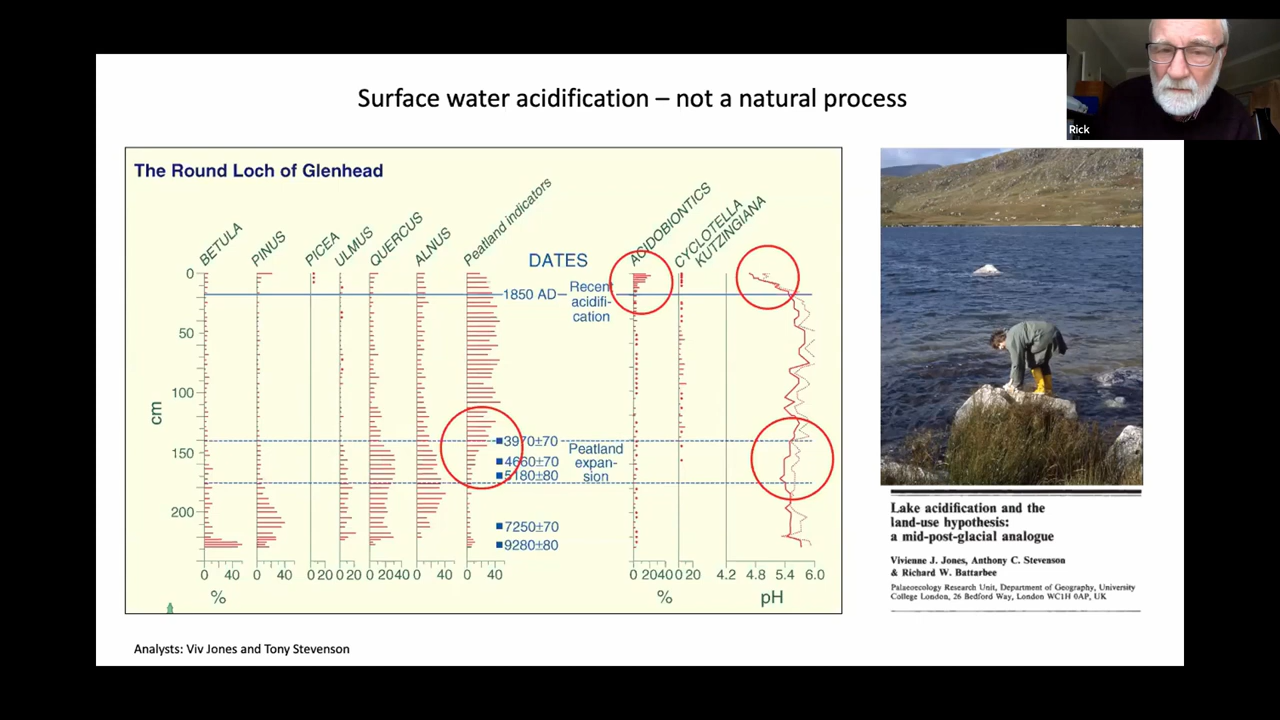 Surface water acidification – not a natural process
Rick
The Round Loch of Glenhead
BETULA
PINUS
PICEA
ULMUS
QUERCUS
ALNUS
Peatland indicators
DATES
ACIDOBIONTICS
CYCLOTELLA
KUTZINGIANA
0
50
100
150
200
cm
1850 AD
Recent
acidifi-
cation
3970±70
4660±70
5180±80
Peatland
expan-
sion
7250±70
9280±80
0 40
0 40
0 20
0 20
0 20 40
0 20
0 40
0 20 40
0 20
4.2 4.8 5.4 6.0
%
%
pH
Lake acidification and the
land-use hypothesis:
a mid-post-glacial analogue
Vivienne J. Jones, Anthony C. Stevenson
& Richard W. Battarbee
Palaeoecology Research Unit, Department of Geography, University
College London, 26 Bedford Way, London WC1H 0AP, UK
Analysts: Viv Jones and Tony Stevenson